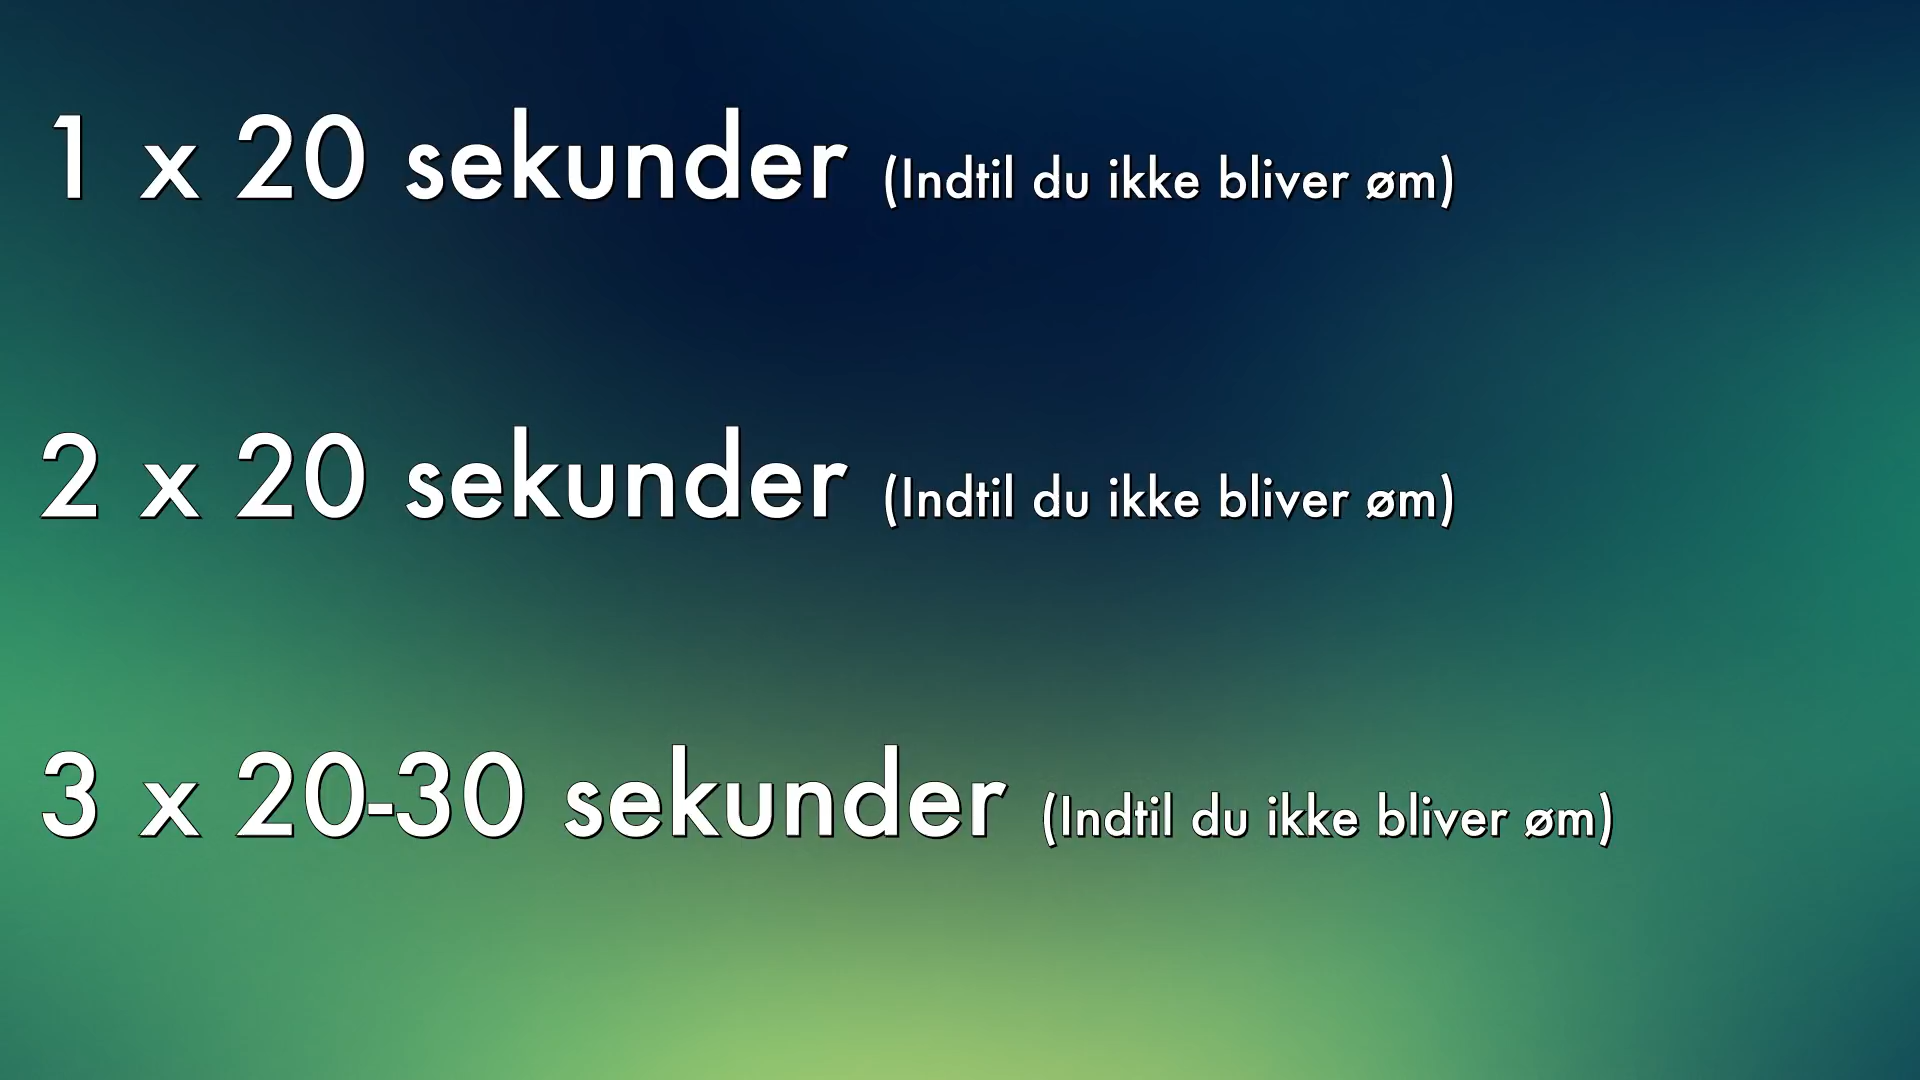 1 x 20 sekunder (Indtil du ikke bliver øm)
2 x 20 sekunder (Indtil du ikke bliver øm)
3 x 20-30 sekunder (Indtil du ikke bliver øm)